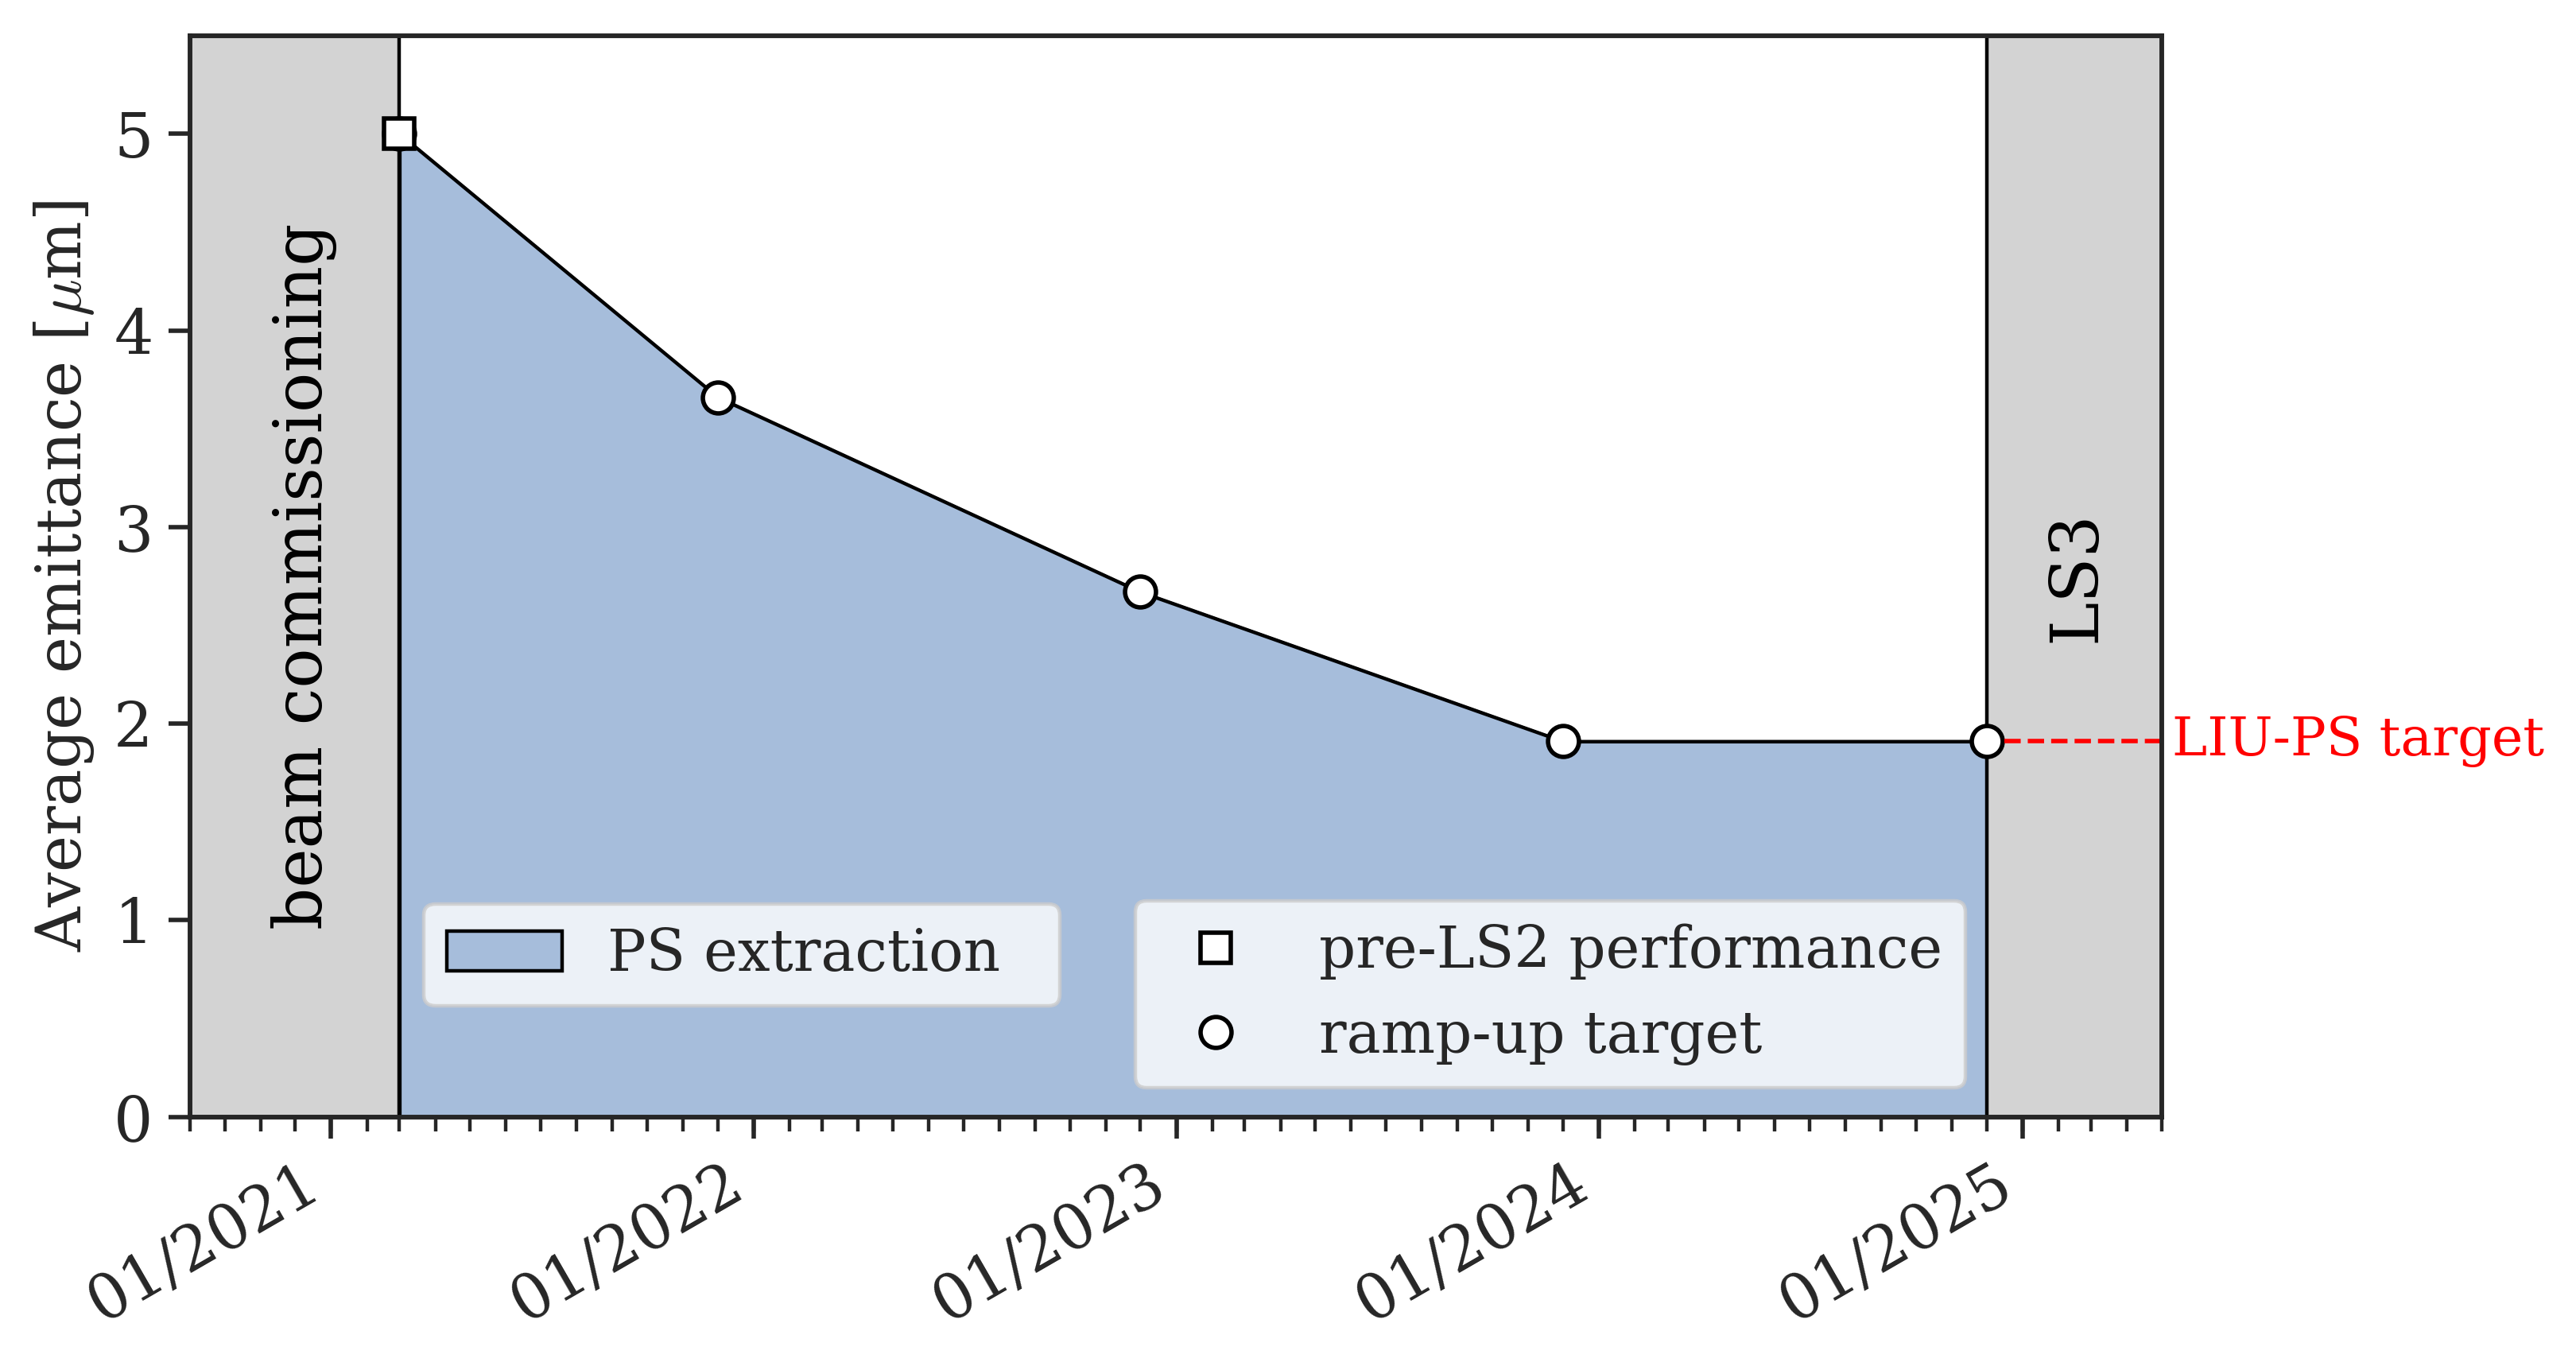 Average emittance [μm]
5
4
3
2
1
0
beam commissioning
LS3
LIU-PS target
PS extraction
pre-LS2 performance
ramp-up target
01/2021
01/2022
01/2023
01/2024
01/2025